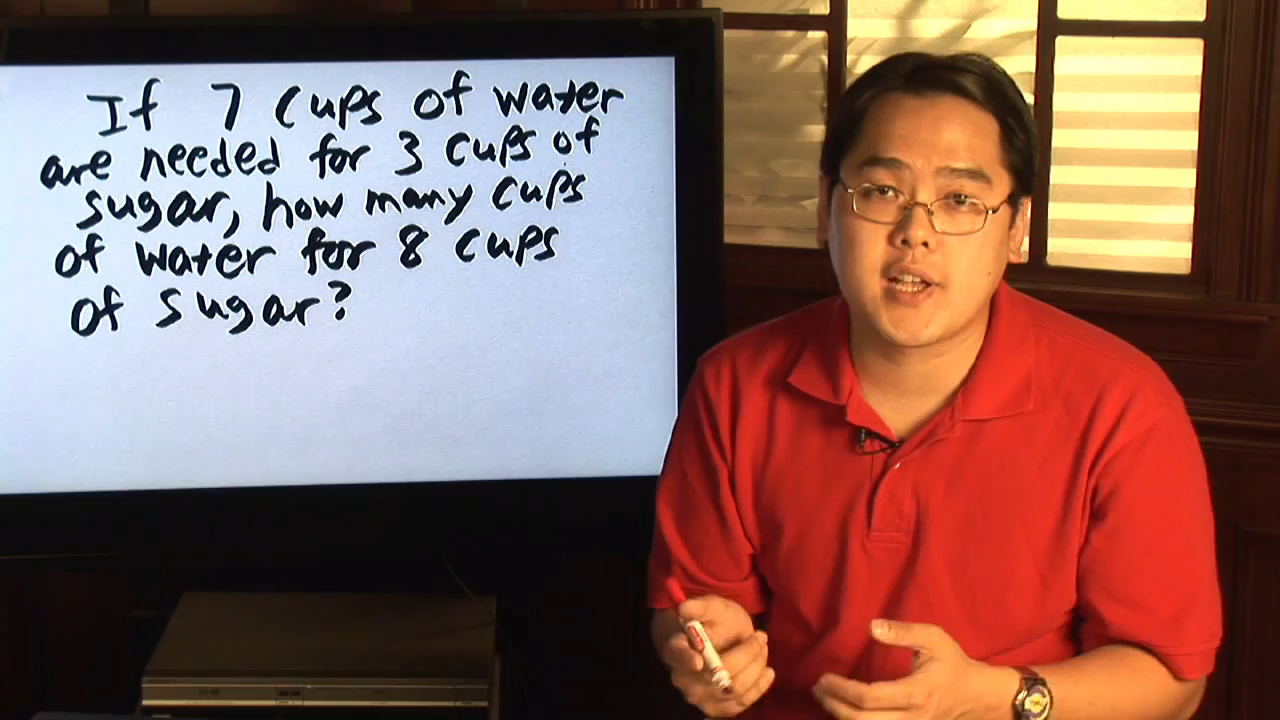 If 7 cups of water
are needed for 3 cups of
sugar, how many cups
of water for 8 cups
of sugar?